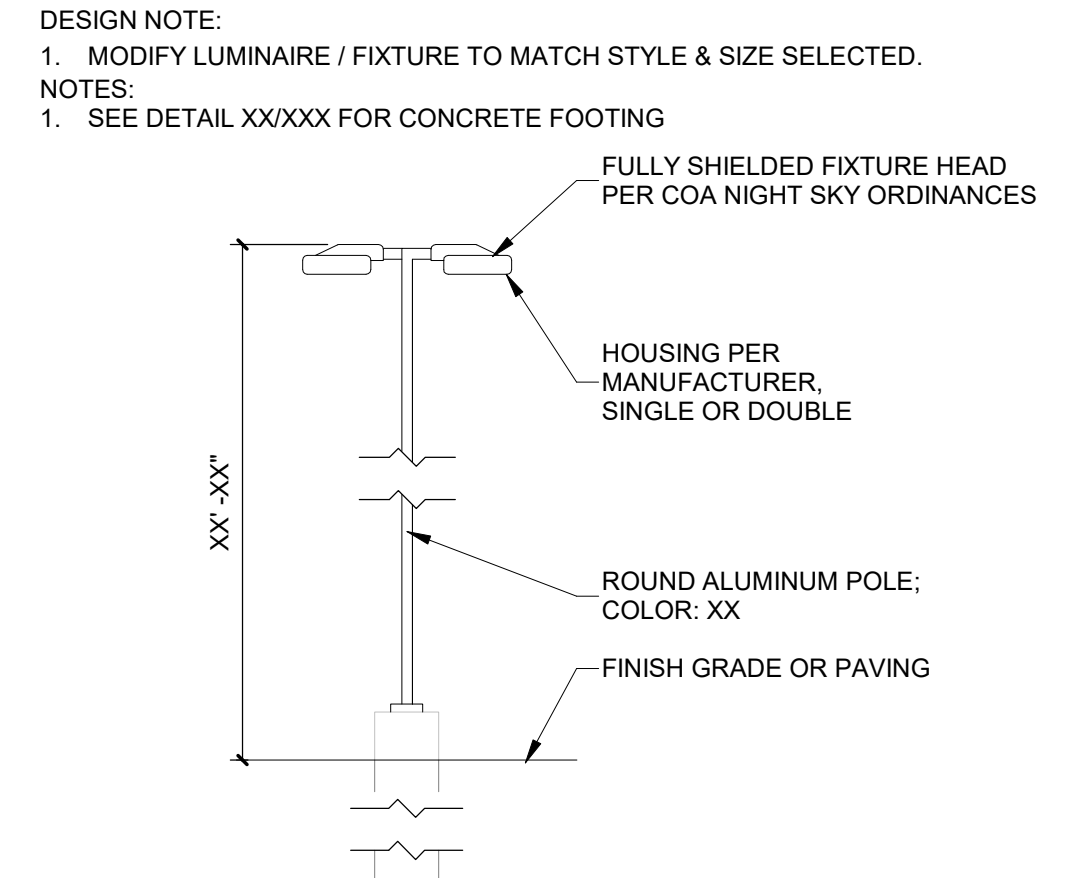 DESIGN NOTE:
1. MODIFY LUMINAIRE / FIXTURE TO MATCH STYLE & SIZE SELECTED.
NOTES:
1. SEE DETAIL XX/XXX FOR CONCRETE FOOTING
FULLY SHIELDED FIXTURE HEAD
PER COA NIGHT SKY ORDINANCES
HOUSING PER
MANUFACTURER,
SINGLE OR DOUBLE
XX' -XX"
ROUND ALUMINUM POLE;
COLOR: XX
FINISH GRADE OR PAVING